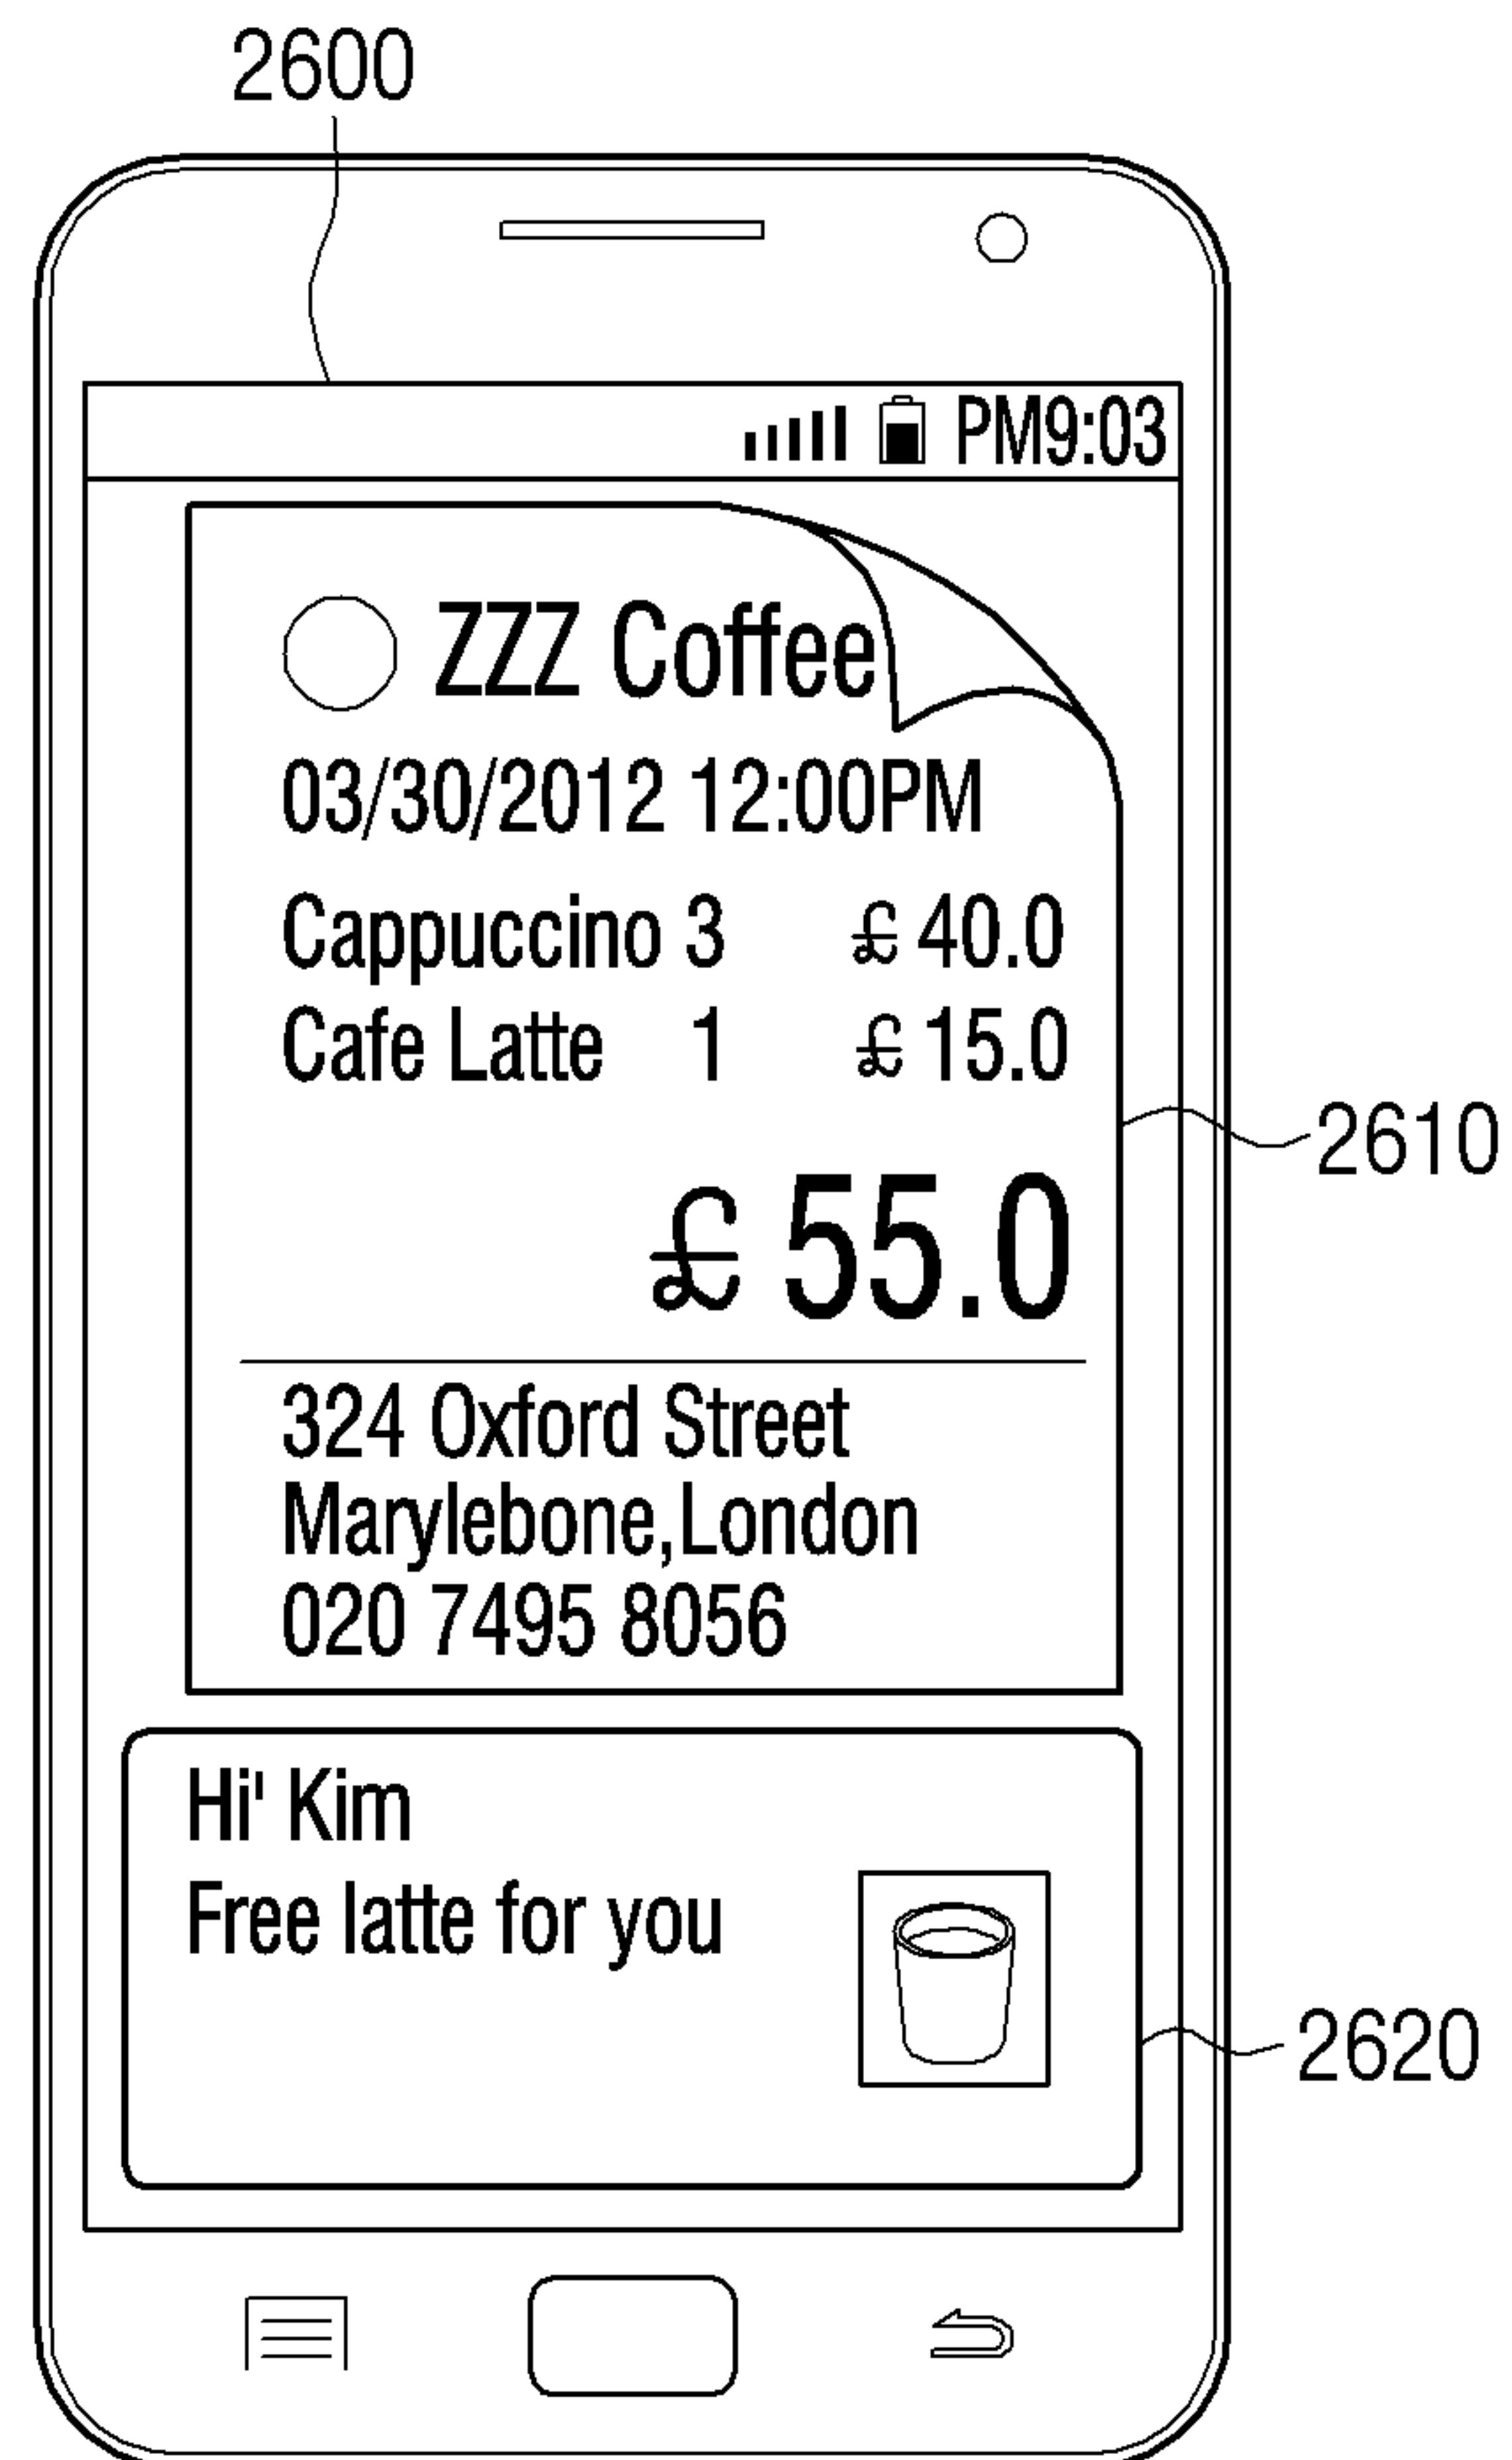 2600
PM9:03
ZZZ Coffee
03/30/2012 12:00PM
Cappuccino 3 £ 40.0
Cafe Latte 1 £ 15.0
2610
£ 55.0
324 Oxford Street
Marylebone,London
020 7495 8056
Hi' Kim
Free latte for you
2620